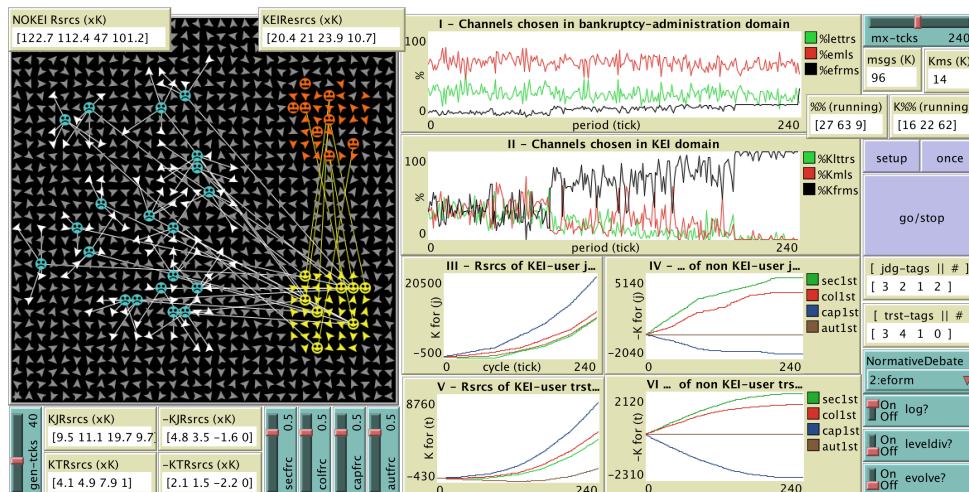 NOKEI Rsrcs (xK)
[122.7 112.4 47 101.2]
KEIResrcs (xK)
[20.4 21 23.9 10.7]
I - Channels chosen in bankruptcy-administration domain
100
%
0
0
period (tick)
240
%lettrs
%emls
%efrms
II - Channels chosen in KEI domain
100
%
0
0
period (tick)
240
%Klttrs
%Kmls
%Kfrms
III - Rsrcs of KEI-user j...
20500
K for (j)
-500
0
cycle (tick)
240
IV - ... of non KEI-user j...
5140
-K for (j)
-2040
0
240
sec1st
col1st
cap1st
aut1st
V - Rsrcs of KEI-user trst...
8760
K for (t)
-430
0
240
VI ... of non KEI-user trs...
2120
-K for (t)
-2310
0
240
sec1st
col1st
cap1st
aut1st
mx-tcks
240
msgs (K)
96
Kms (K)
14
%% (running)
[27 63 9]
K%% (running)
[16 22 62]
setup
once
go/stop
[ jdg-tags || # ]
[ 3 2 1 2 ]
[ trst-tags || #
[ 3 4 1 0 ]
NormativeDebate
2:eform
On
Off
log?
On
Off
leveldiv?
On
Off
evolve?
gen-tcks
40
KJRsrcs (xK)
[9.5 11.1 19.7 9.7]
-KJRsrcs (xK)
[4.8 3.5 -1.6 0]
KTRsrcs (xK)
[4.1 4.9 7.9 1]
-KTRsrcs (xK)
[2.1 1.5 -2.2 0]
secfrc
0.5
colfrc
0.5
capfrc
0.5
autfrc
0.5